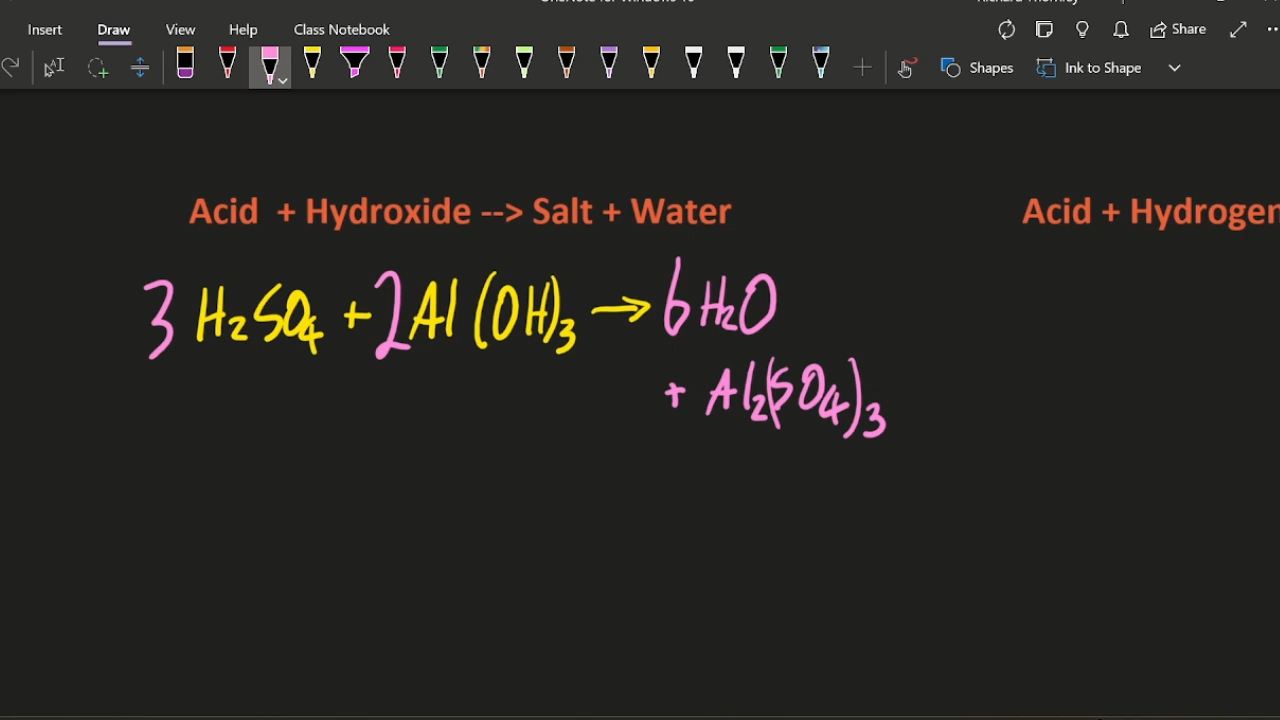 Insert Draw View Help Class Notebook
Share
Shapes Ink to Shape
Acid + Hydroxide --> Salt + Water
Acid + Hydrogen
3 H₂SO₄ + 2Al(OH)₃ → 6H₂O
+ Al₂(SO₄)₃